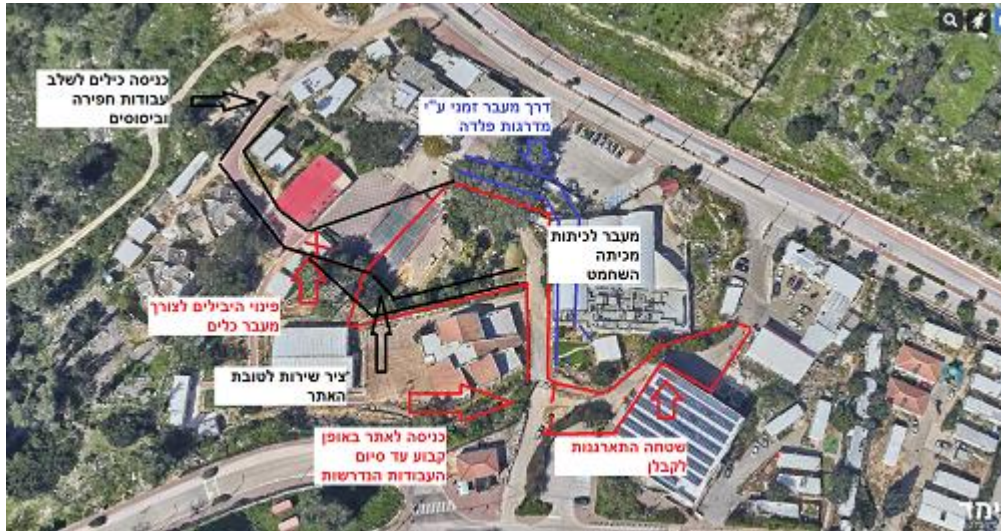 כניסה כילים לשלב
עבודות חפירה
וביסוסים
דרך מעבר זמני ע"י
מדרגות פלדה
מעבר לכיתות
מכיתה
השחמט
פינוי היבילים לצורך
מעבר כלים
ציר שירות לטובת
האתר
כניסה לאתר באופן
קבוע עד סיום
העבודות הנדרשות
שטחה התארגנות
לקבלן